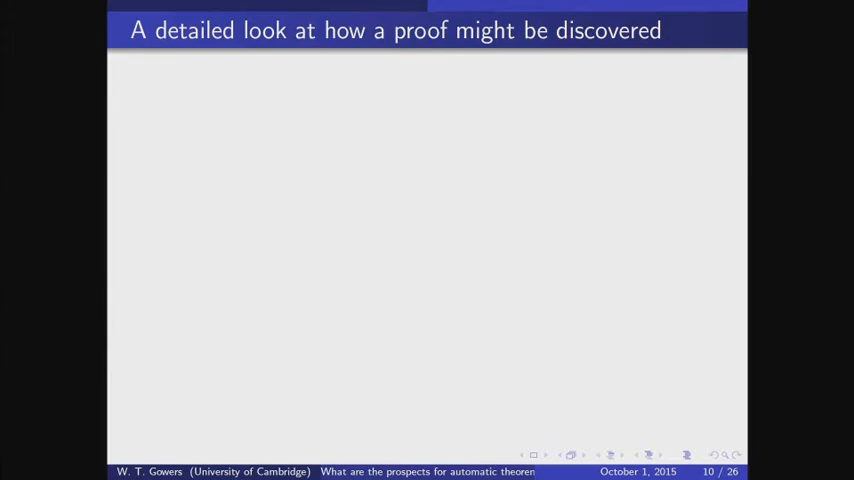 A detailed look at how a proof might be discovered
W. T. Gowers (University of Cambridge) What are the prospects for automatic theorem October 1, 2015 10 / 26